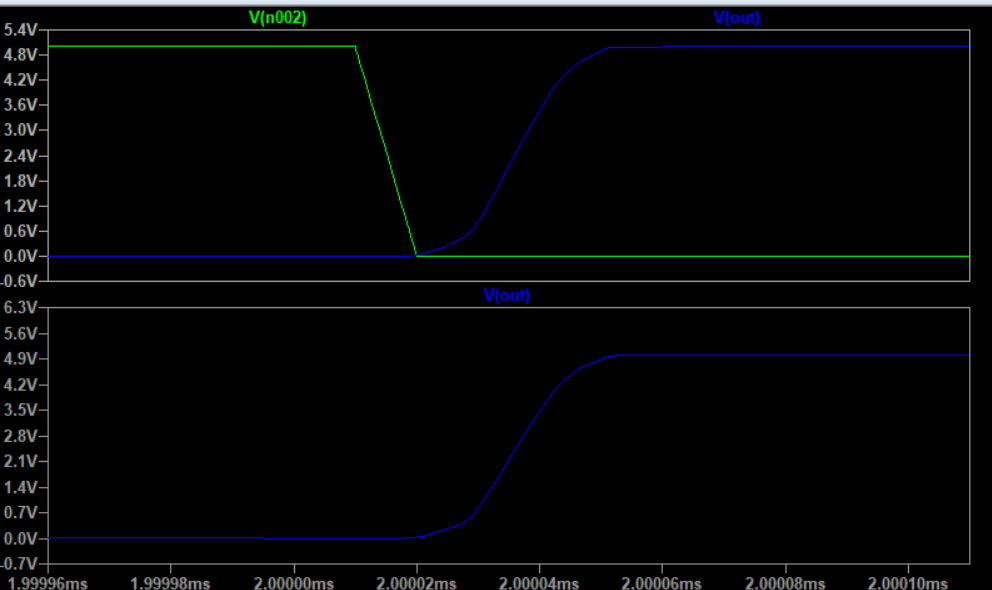 V(n002) V(out)
5.4V
4.8V
4.2V
3.6V
3.0V
2.4V
1.8V
1.2V
0.6V
0.0V
-0.6V
V(out)
6.3V
5.6V
4.9V
4.2V
3.5V
2.8V
2.1V
1.4V
0.7V
0.0V
-0.7V
1.99996ms 1.99998ms 2.00000ms 2.00002ms 2.00004ms 2.00006ms 2.00008ms 2.00010ms